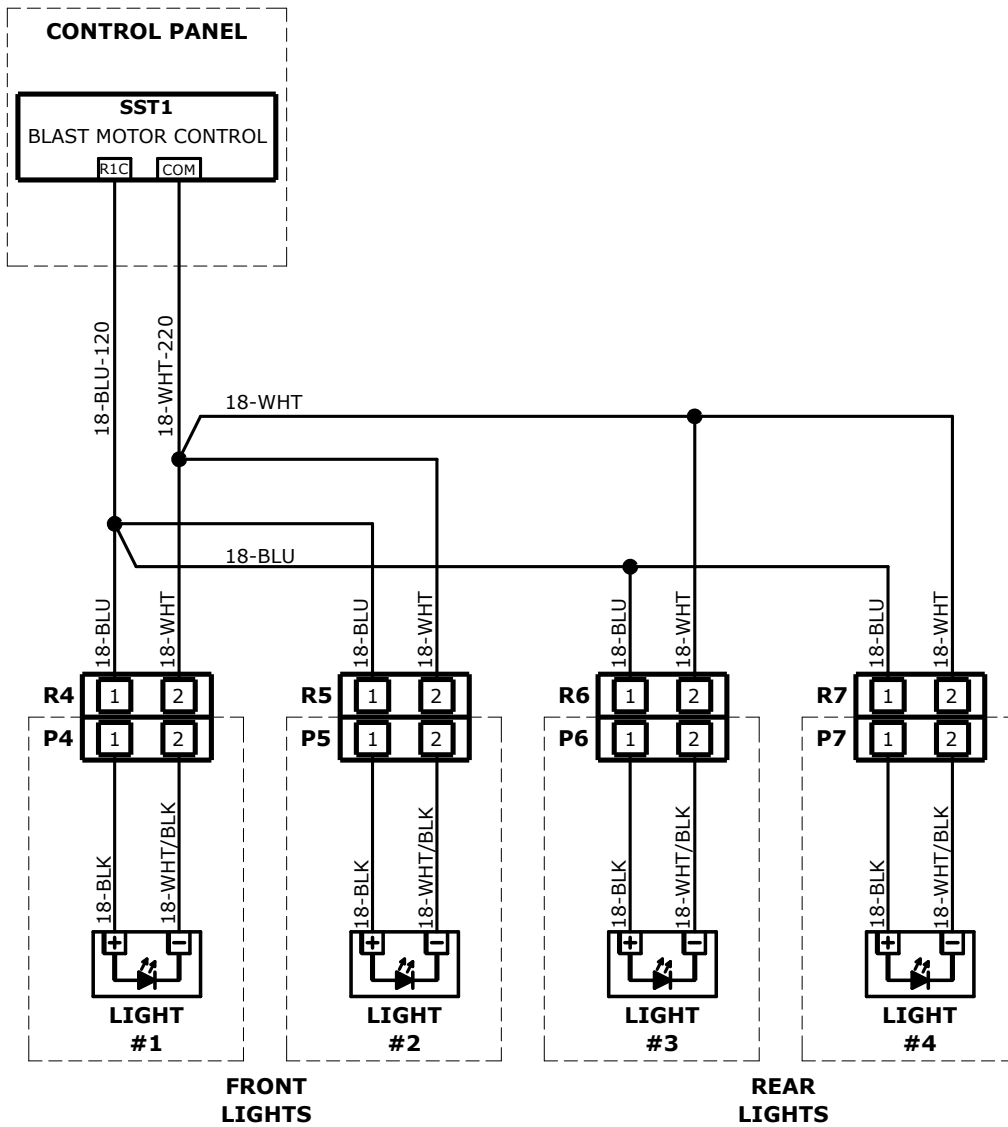 CONTROL PANEL
SST1
BLAST MOTOR CONTROL
R1C COM
18-BLU-120
18-WHT-220
18-WHT
18-BLU
18-BLU 18-WHT 18-BLU 18-WHT 18-BLU 18-WHT 18-BLU 18-WHT
R4 1 2 R5 1 2 R6 1 2 R7 1 2
P4 1 2 P5 1 2 P6 1 2 P7 1 2
18-BLK 18-WHT/BLK 18-BLK 18-WHT/BLK 18-BLK 18-WHT/BLK 18-BLK 18-WHT/BLK
+ − + − + − + −
LIGHT LIGHT LIGHT LIGHT
#1 #2 #3 #4
FRONT REAR
LIGHTS LIGHTS